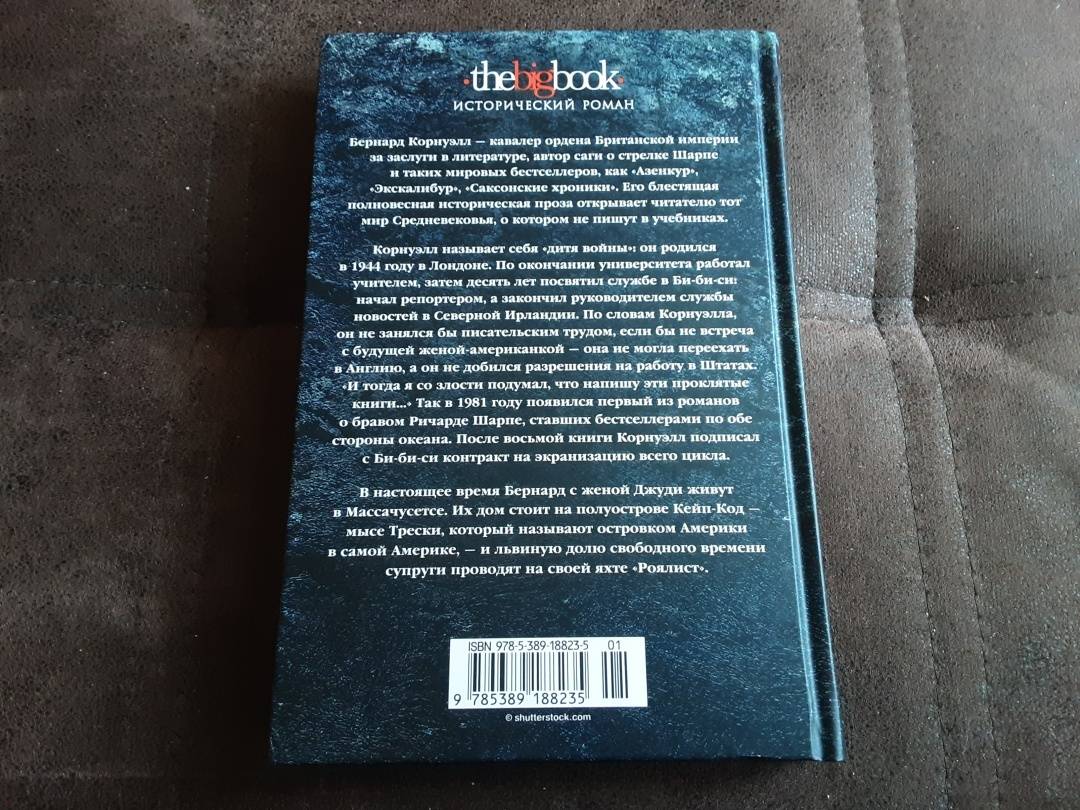 ·thebigbook·
ИСТОРИЧЕСКИЙ РОМАН
Бернард Корнуэлл — кавалер ордена Британской империи
за заслуги в литературе, автор саги о стрелке Шарпе
и таких мировых бестселлеров, как «Азенкур»,
«Экскалибур», «Саксонские хроники». Его блестящая
полновесная историческая проза открывает читателю тот
мир Средневековья, о котором не пишут в учебниках.
Корнуэлл называет себя «дитя войны»: он родился
в 1944 году в Лондоне. По окончании университета работал
учителем, затем десять лет посвятил службе в Би-би-си:
начал репортером, а закончил руководителем службы
новостей в Северной Ирландии. По словам Корнуэлла,
он не занялся бы писательским трудом, если бы не встреча
с будущей женой-американкой — она не могла переехать
в Англию, а он не добился разрешения на работу в Штатах.
«И тогда я со злости подумал, что напишу эти проклятые
книги...» Так в 1981 году появился первый из романов
о бравом Ричарде Шарпе, ставших бестселлерами по обе
стороны океана. После восьмой книги Корнуэлл подписал
с Би-би-си контракт на экранизацию всего цикла.
В настоящее время Бернард с женой Джуди живут
в Массачусетсе. Их дом стоит на полуострове Кейп-Код —
мысе Трески, который называют островком Америки
в самой Америке, — и львиную долю свободного времени
супруги проводят на своей яхте «Роялист».
ISBN 978-5-389-18823-5 01
9 785389 188235
© shutterstock.com